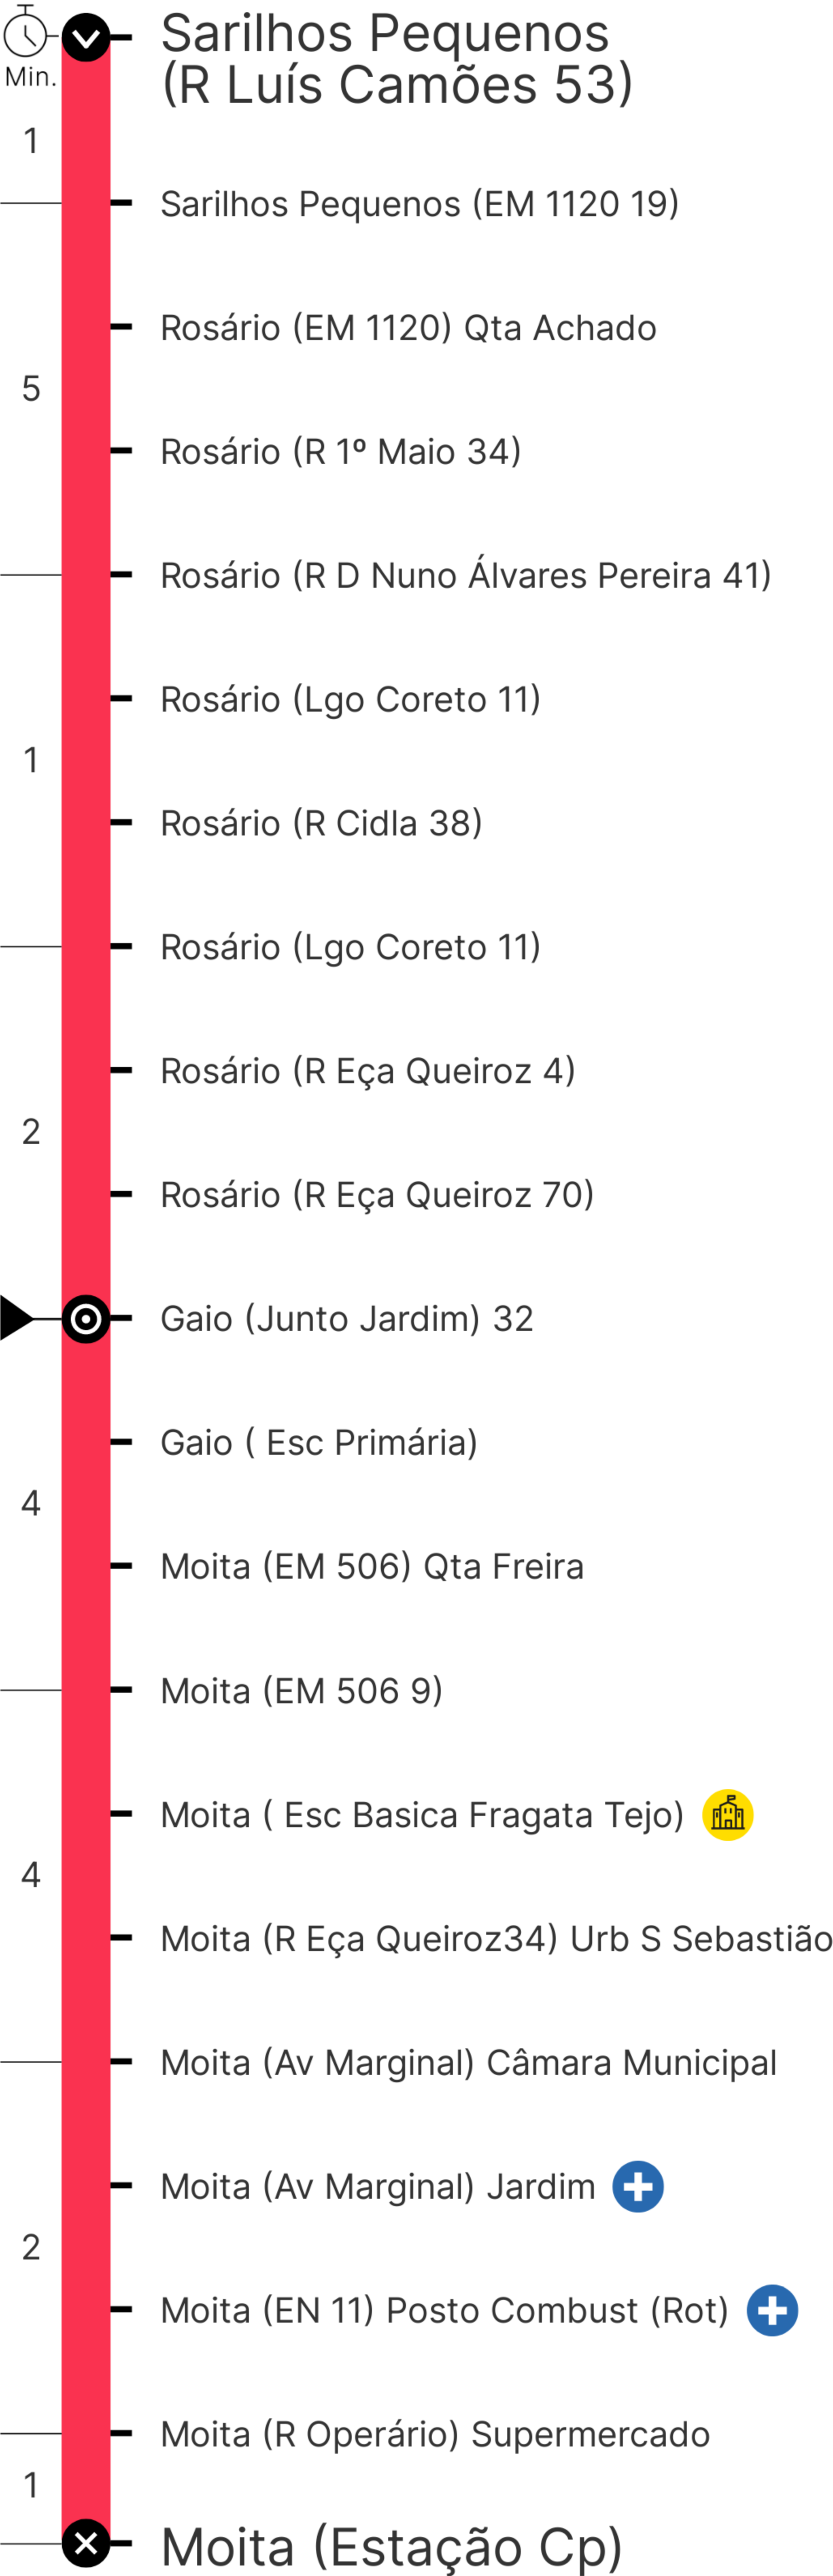 Sarilhos Pequenos
(R Luís Camões 53)
Min.
1
Sarilhos Pequenos (EM 1120 19)
Rosário (EM 1120) Qta Achado
5
Rosário (R 1º Maio 34)
Rosário (R D Nuno Álvares Pereira 41)
Rosário (Lgo Coreto 11)
1
Rosário (R Cidla 38)
Rosário (Lgo Coreto 11)
Rosário (R Eça Queiroz 4)
2
Rosário (R Eça Queiroz 70)
Gaio (Junto Jardim) 32
Gaio ( Esc Primária)
4
Moita (EM 506) Qta Freira
Moita (EM 506 9)
Moita ( Esc Basica Fragata Tejo)
4
Moita (R Eça Queiroz34) Urb S Sebastião
Moita (Av Marginal) Câmara Municipal
Moita (Av Marginal) Jardim
2
Moita (EN 11) Posto Combust (Rot)
Moita (R Operário) Supermercado
1
Moita (Estação Cp)